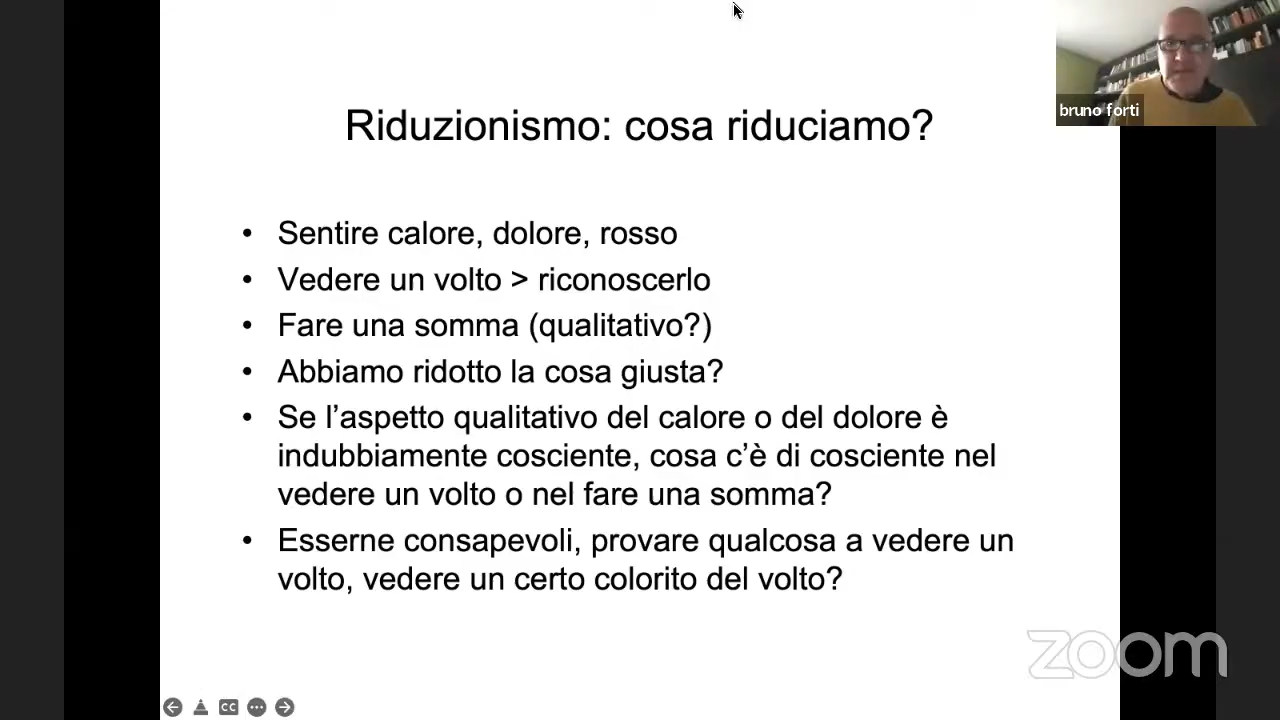 bruno forti
Riduzionismo: cosa riduciamo?
• Sentire calore, dolore, rosso
• Vedere un volto > riconoscerlo
• Fare una somma (qualitativo?)
• Abbiamo ridotto la cosa giusta?
• Se l’aspetto qualitativo del calore o del dolore è
indubbiamente cosciente, cosa c’è di cosciente nel
vedere un volto o nel fare una somma?
• Esserne consapevoli, provare qualcosa a vedere un
volto, vedere un certo colorito del volto?
zoom
CC